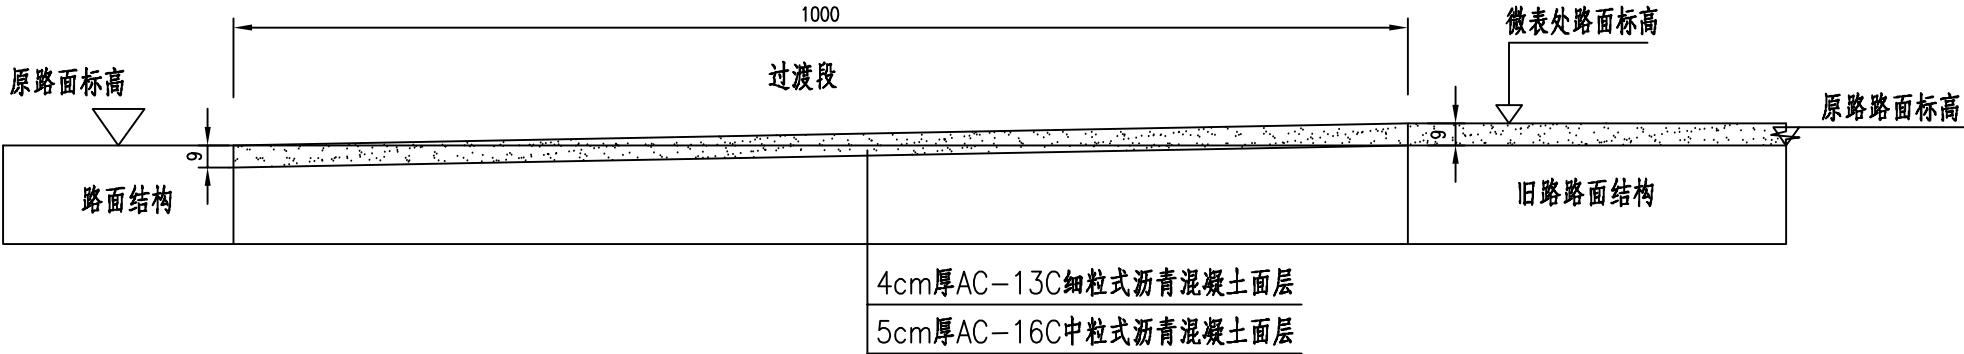 1000
微表处路面标高
过渡段
原路面标高
原路路面标高
9
9
路面结构
旧路路面结构
4cm厚AC-13C细粒式沥青混凝土面层
5cm厚AC-16C中粒式沥青混凝土面层